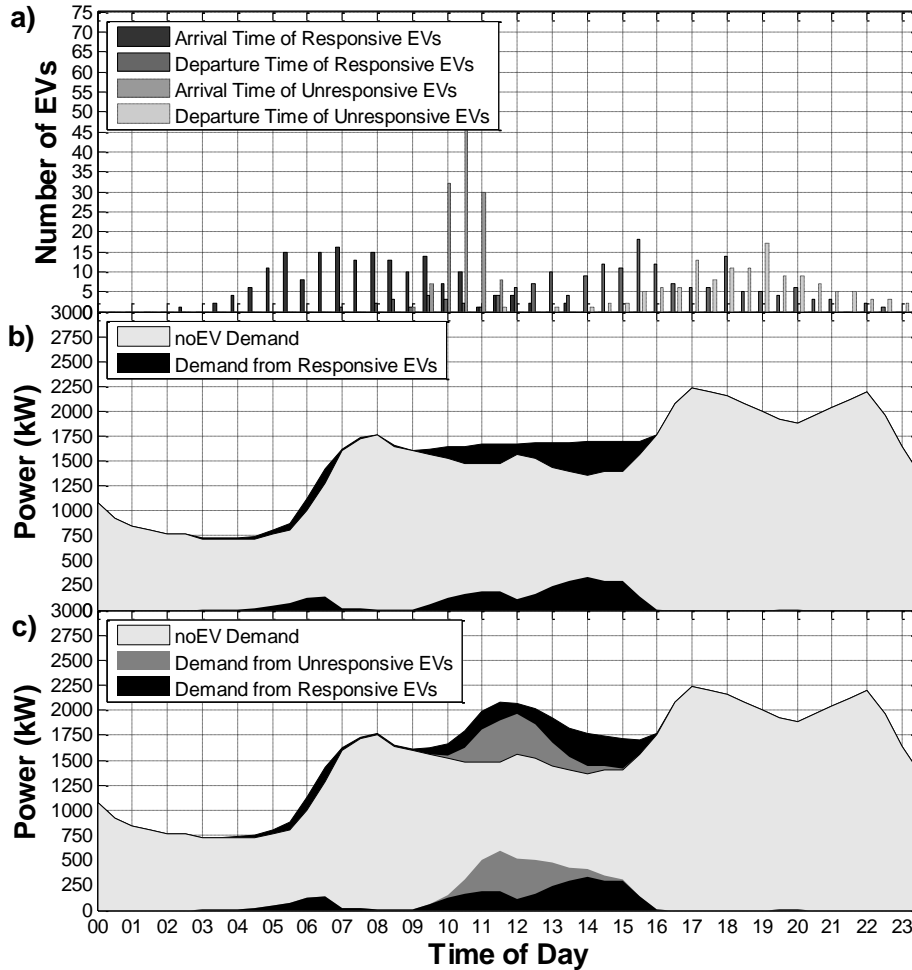 a)
75
70
65
60
55
50
45
40
35
30
25
20
15
10
5
Number of EVs
Arrival Time of Responsive EVs
Departure Time of Responsive EVs
Arrival Time of Unresponsive EVs
Departure Time of Unresponsive EVs
b)
3000
2750
2500
2250
2000
1750
1500
1250
1000
750
500
250
Power (kW)
noEV Demand
Demand from Responsive EVs
c)
3000
2750
2500
2250
2000
1750
1500
1250
1000
750
500
250
0
Power (kW)
noEV Demand
Demand from Unresponsive EVs
Demand from Responsive EVs
00 01 02 03 04 05 06 07 08 09 10 11 12 13 14 15 16 17 18 19 20 21 22 23
Time of Day